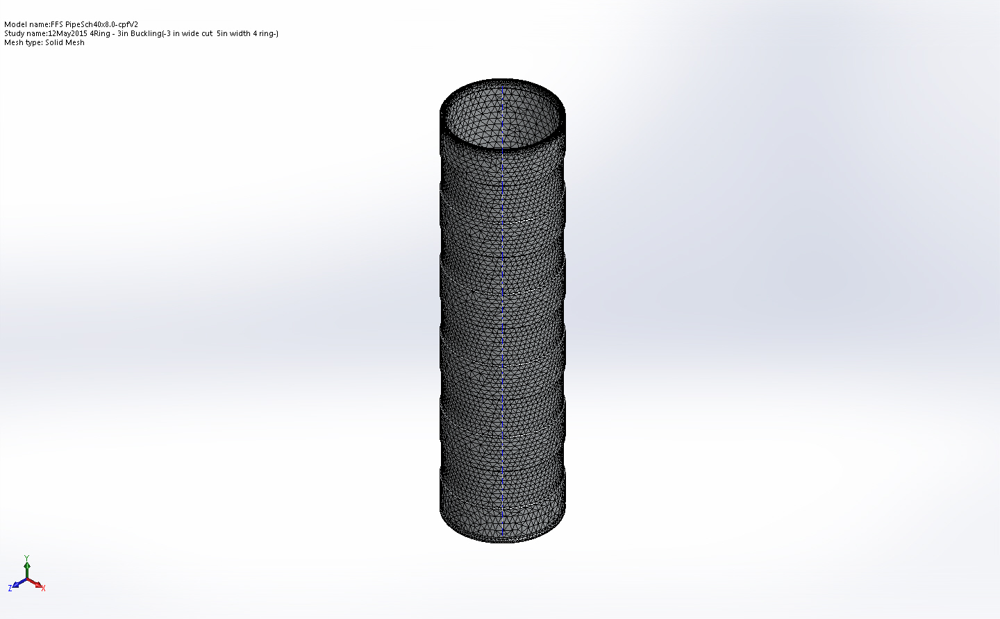 Model name:FFS PipeSch40x8.0-cpfV2
Study name:12May2015 4Ring - 3in Buckling(-3 in wide cut  5in width 4 ring-)
Mesh type: Solid Mesh
Y
Z
X